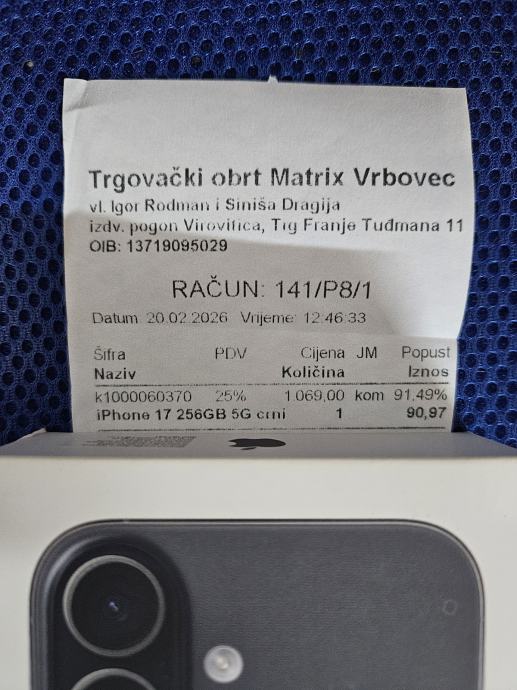 Trgovački obrt Matrix Vrbovec
vl. Igor Rodman i Siniša Dragija
izdv. pogon Virovitica, Trg Franje Tuđmana 11
OIB: 13719095029
RAČUN: 141/P8/1
Datum: 20.02.2026 Vrijeme: 12:46:33
Šifra PDV Cijena JM Popust
Naziv Količina Iznos
k1000060370 25% 1.069,00 kom 91.49%
iPhone 17 256GB 5G crni 1 90,97